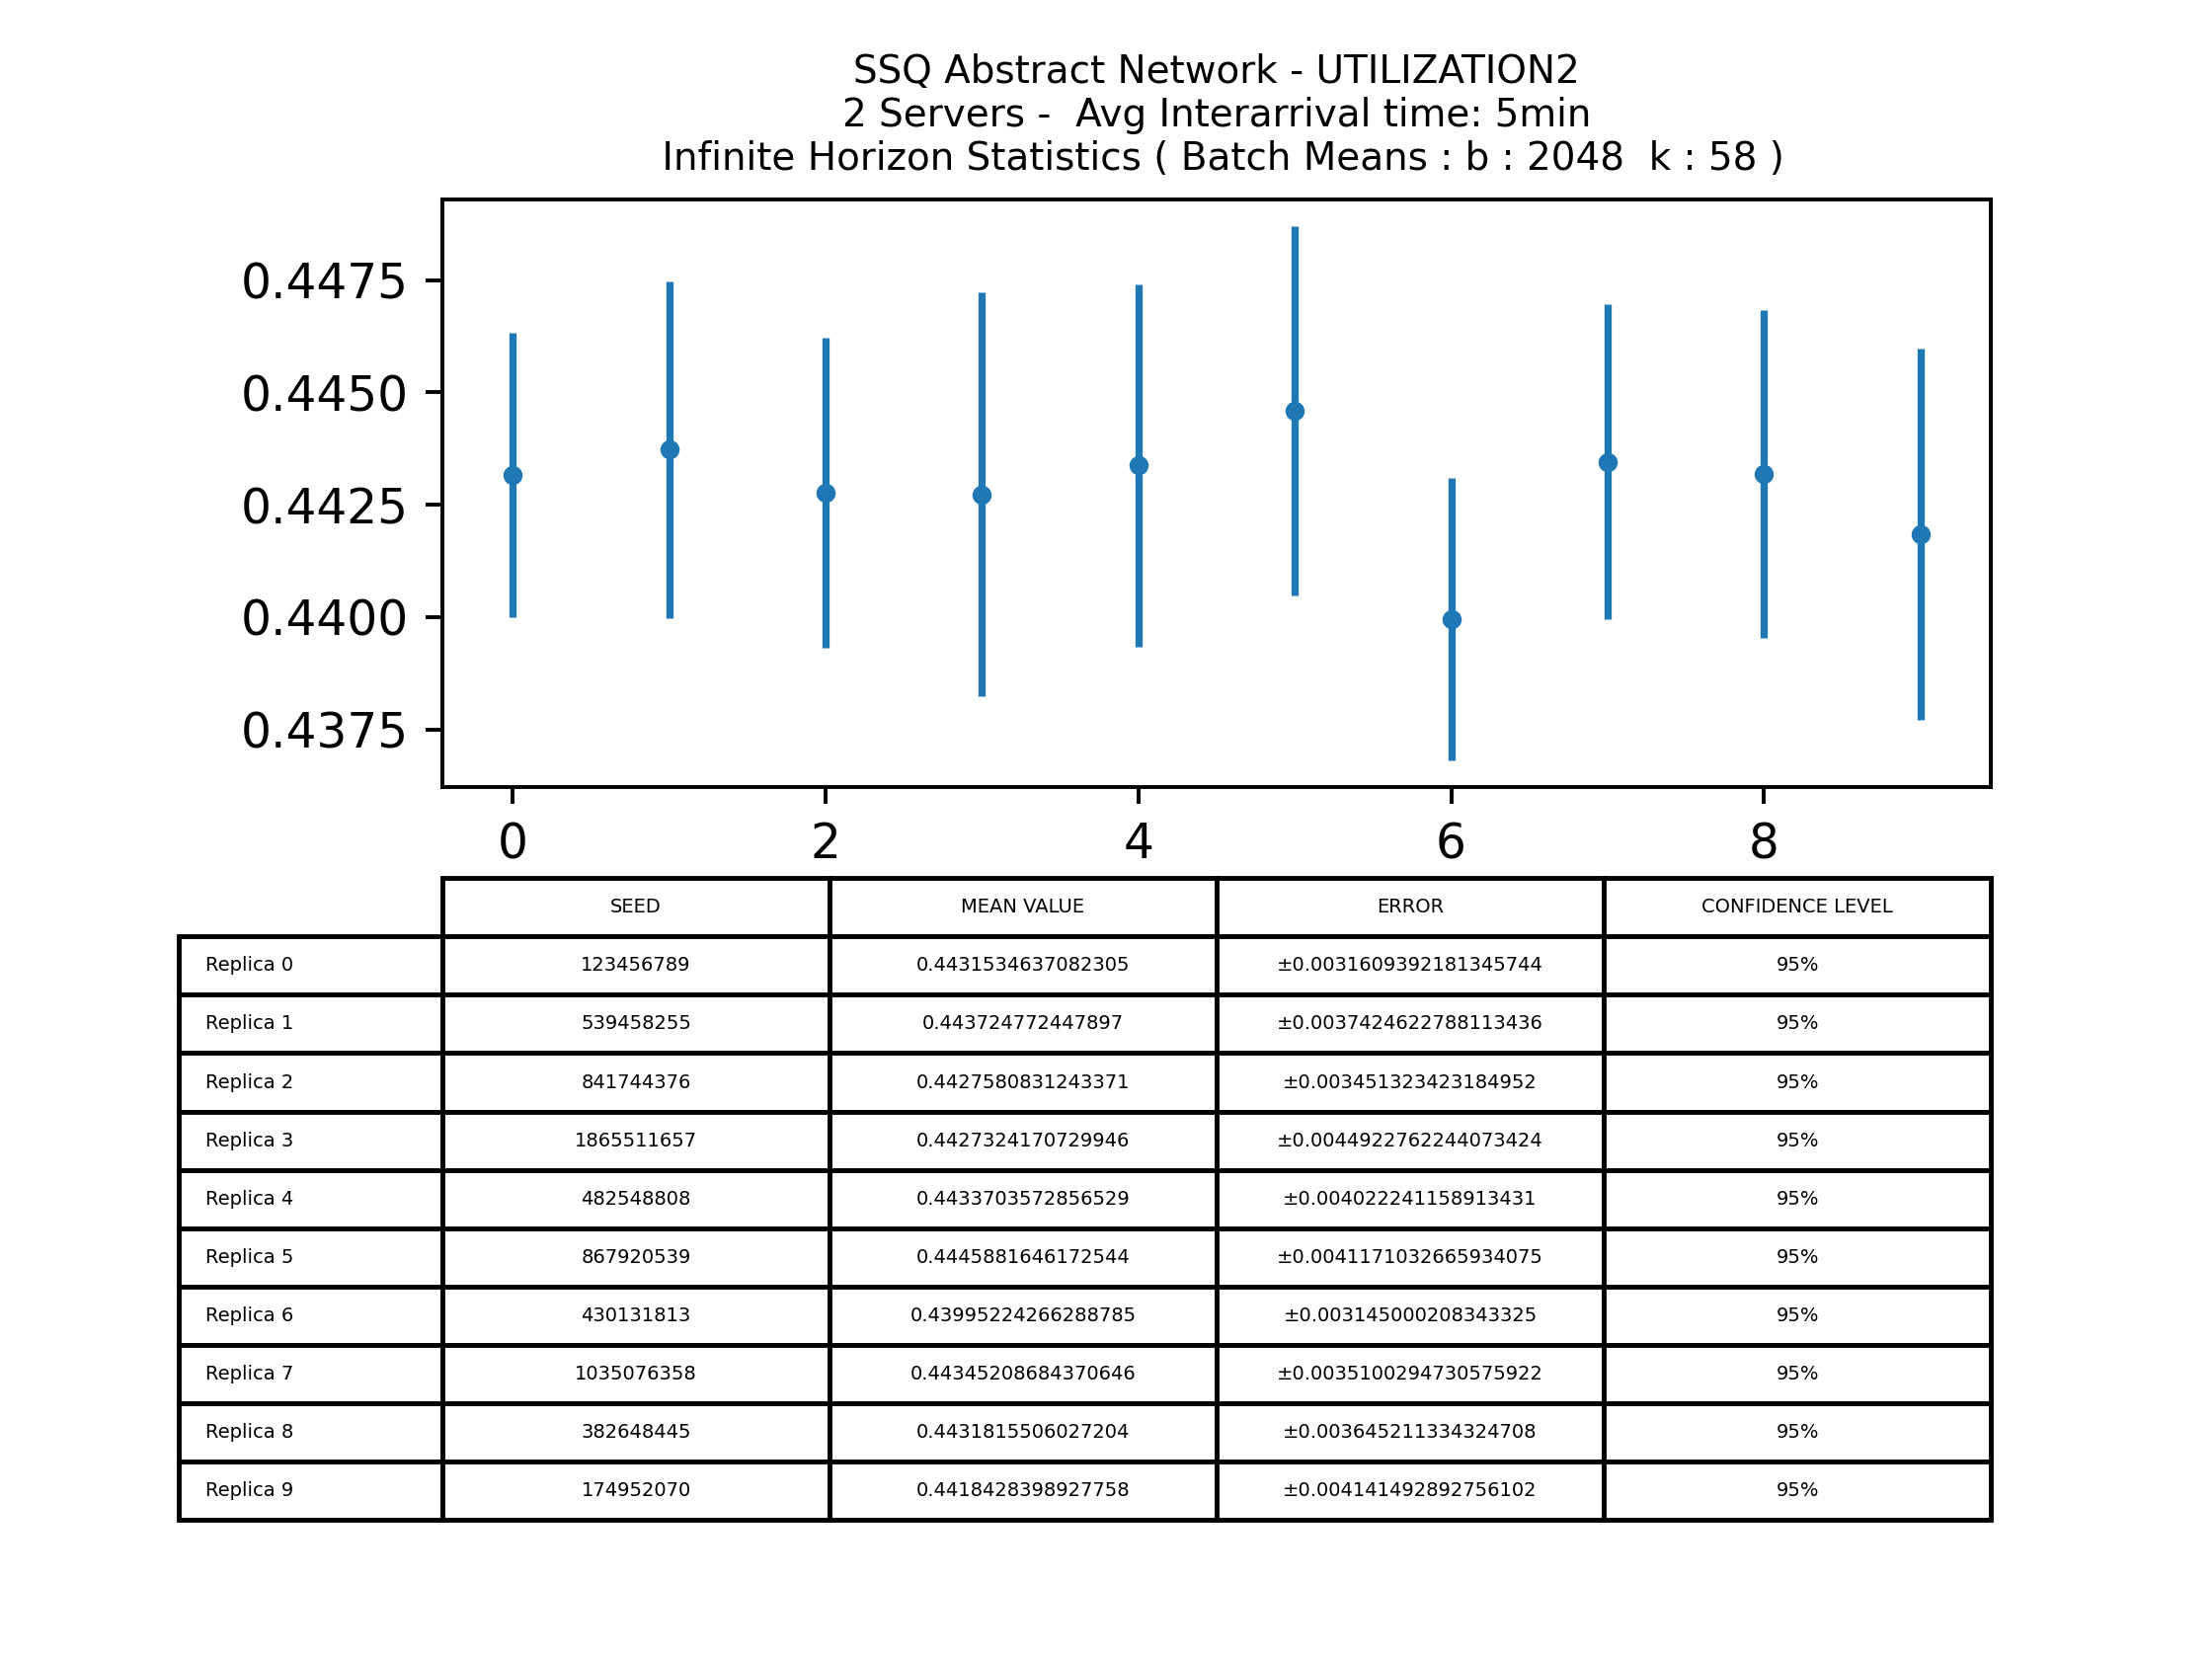 SSQ Abstract Network - UTILIZATION2
2 Servers -  Avg Interarrival time: 5min
Infinite Horizon Statistics ( Batch Means : b : 2048  k : 58 )
0.4475
0.4450
0.4425
0.4400
0.4375
0 2 4 6 8
SEED MEAN VALUE ERROR CONFIDENCE LEVEL
Replica 0 123456789 0.4431534637082305 ±0.0031609392181345744 95%
Replica 1 539458255 0.443724772447897 ±0.0037424622788113436 95%
Replica 2 841744376 0.4427580831243371 ±0.003451323423184952 95%
Replica 3 1865511657 0.4427324170729946 ±0.0044922762244073424 95%
Replica 4 482548808 0.4433703572856529 ±0.004022241158913431 95%
Replica 5 867920539 0.4445881646172544 ±0.0041171032665934075 95%
Replica 6 430131813 0.43995224266288785 ±0.003145000208343325 95%
Replica 7 1035076358 0.44345208684370646 ±0.0035100294730575922 95%
Replica 8 382648445 0.4431815506027204 ±0.003645211334324708 95%
Replica 9 174952070 0.4418428398927758 ±0.004141492892756102 95%